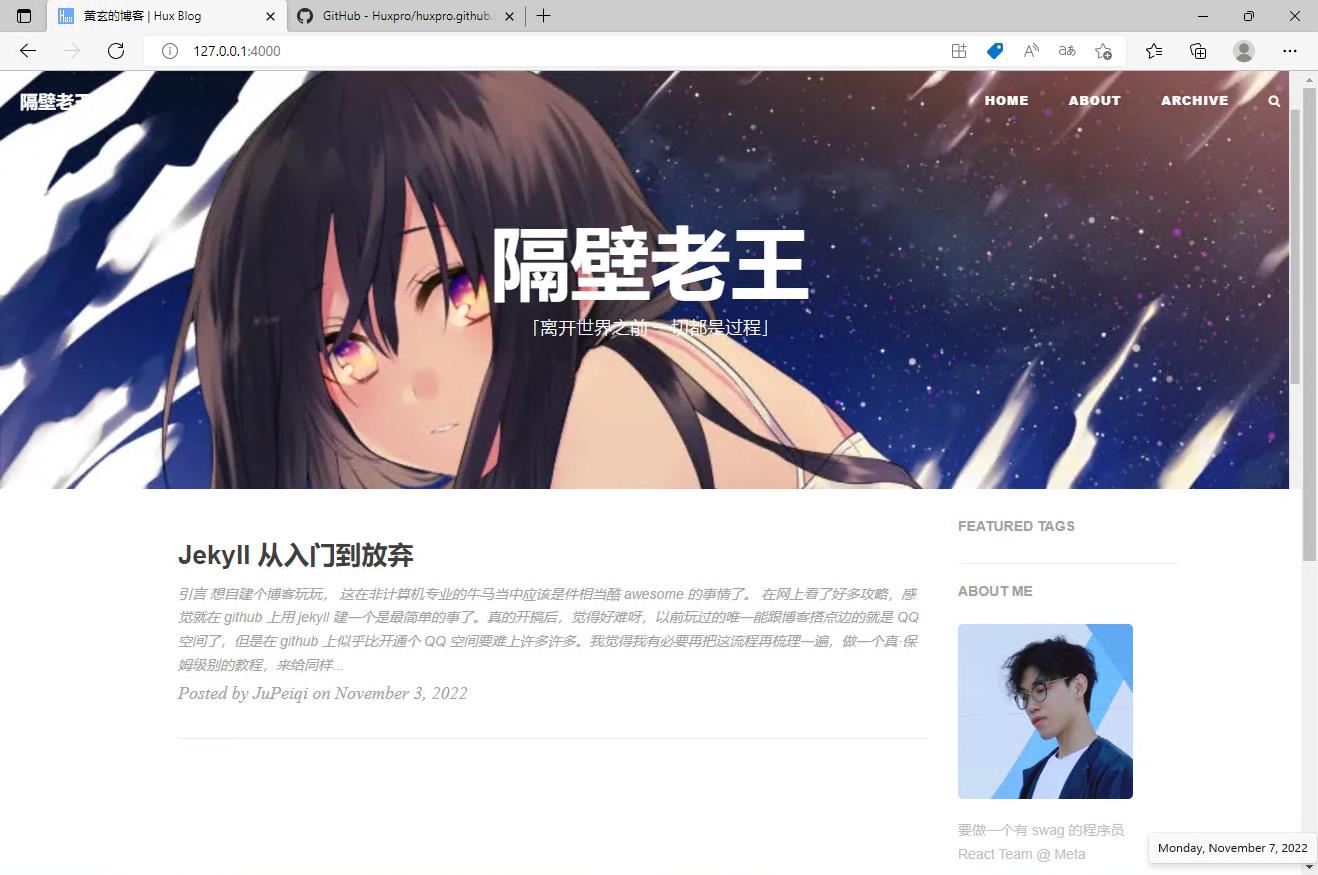 黄玄的博客 | Hux Blog
GitHub - Huxpro/huxpro.github.
127.0.0.1:4000
隔壁老王
HOME
ABOUT
ARCHIVE
隔壁老王
「离开世界之前 一切都是过程」
Jekyll 从入门到放弃
引言 想自建个博客玩玩， 这在非计算机专业的牛马当中应该是件相当酷 awesome 的事情了。 在网上看了好多攻略，感
觉就在 github 上用 jekyll 建一个是最简单的事了。真的开搞后，觉得好难呀，以前玩过的唯一能跟博客搭点边的就是 QQ
空间了，但是在 github 上似乎比开通个 QQ 空间要难上许多许多。我觉得我有必要再把这流程再梳理一遍，做一个真·保
姆级别的教程，来给同样...
Posted by JuPeiqi on November 3, 2022
FEATURED TAGS
ABOUT ME
要做一个有 swag 的程序员
React Team @ Meta
Monday, November 7, 2022